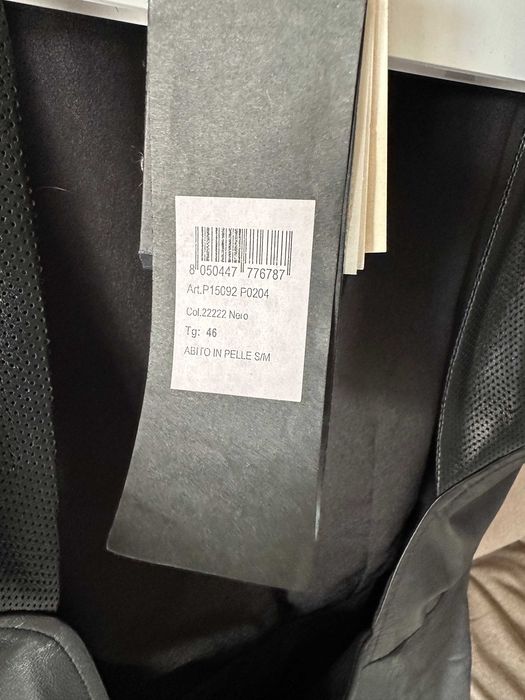 8 050447 776787
Art.P15092 P0204
Col.22222 Nero
Tg: 46
ABITO IN PELLE S/M